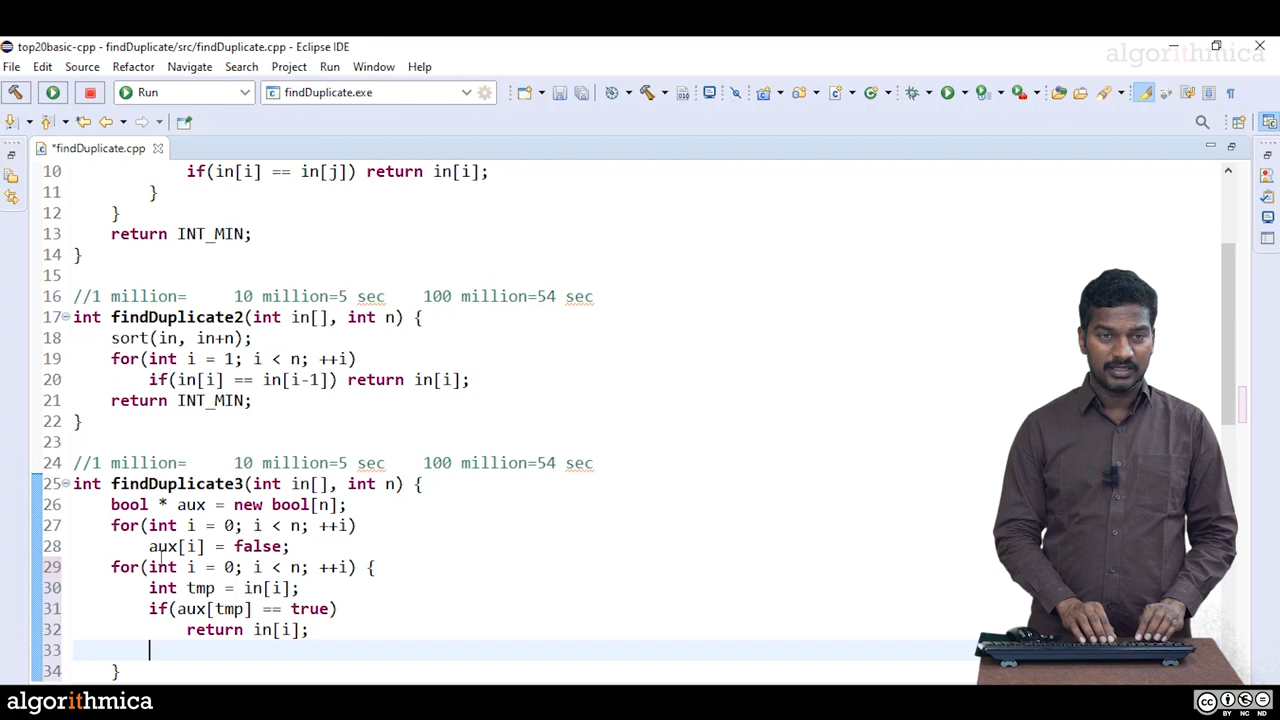 top20basic-cpp - findDuplicate/src/findDuplicate.cpp - Eclipse IDE
algorithmica
File Edit Source Refactor Navigate Search Project Run Window Help
Run findDuplicate.exe
*findDuplicate.cpp
10 if(in[i] == in[j]) return in[i];
11 }
12 }
13 return INT_MIN;
14 }
15
16 //1 million= 10 million=5 sec 100 million=54 sec
17 int findDuplicate2(int in[], int n) {
18 sort(in, in+n);
19 for(int i = 1; i < n; ++i)
20 if(in[i] == in[i-1]) return in[i];
21 return INT_MIN;
22 }
23
24 //1 million= 10 million=5 sec 100 million=54 sec
25 int findDuplicate3(int in[], int n) {
26 bool * aux = new bool[n];
27 for(int i = 0; i < n; ++i)
28 aux[i] = false;
29 for(int i = 0; i < n; ++i) {
30 int tmp = in[i];
31 if(aux[tmp] == true)
32 return in[i];
33
34 }
algorithmica
cc BY NC ND